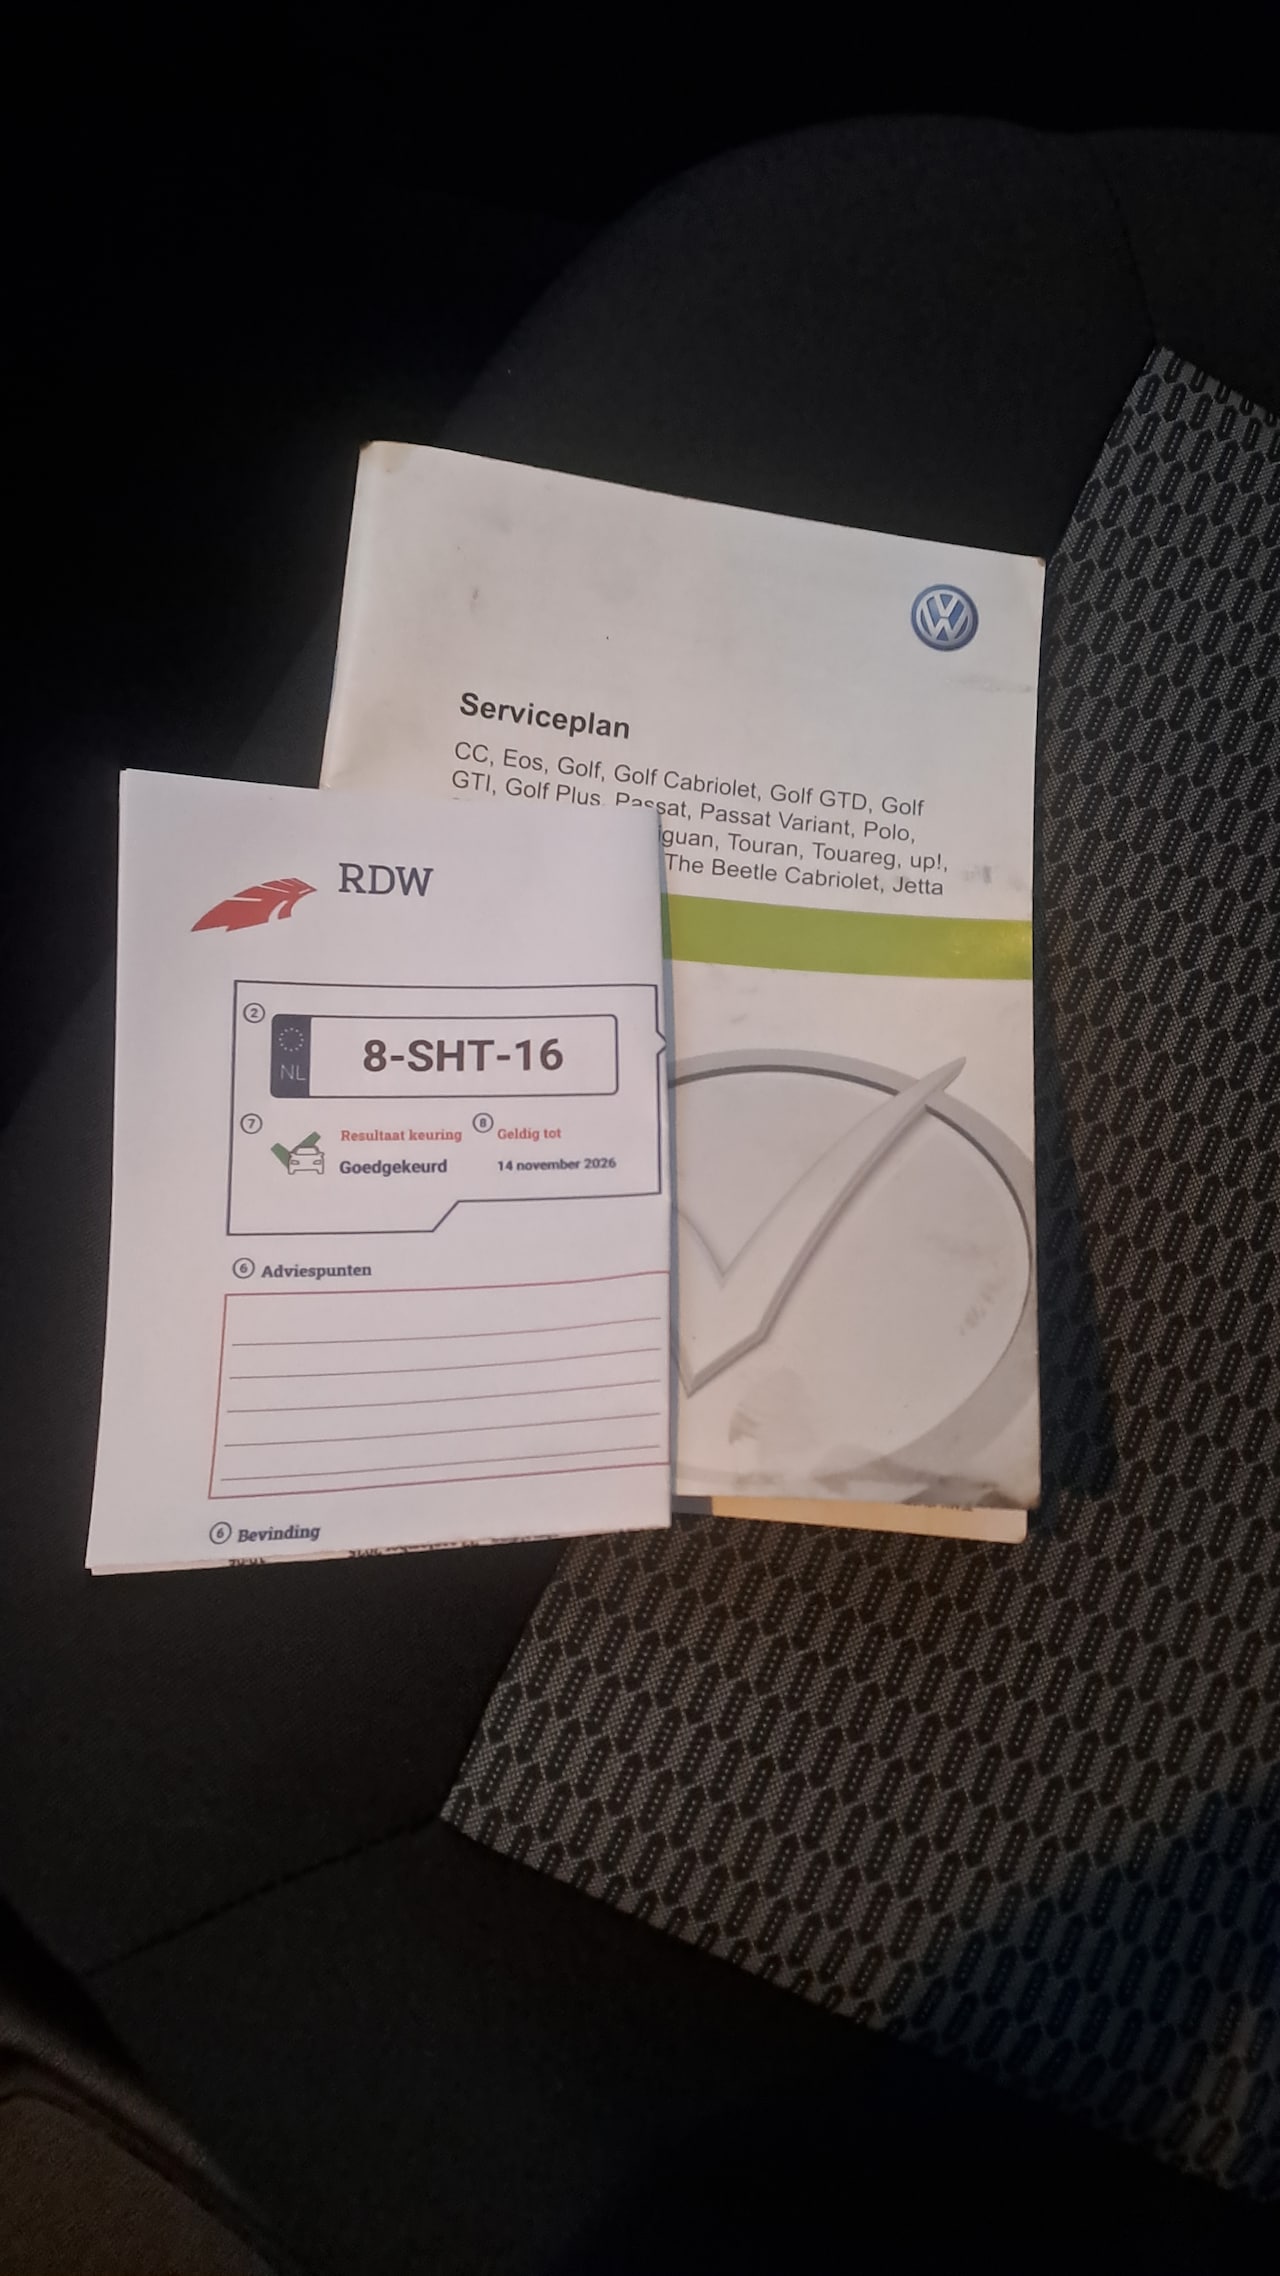 Serviceplan
CC, Eos, Golf, Golf Cabriolet, Golf GTD, Golf
GTI, Golf Plus, Passat, Passat Variant, Polo,
iguan, Touran, Touareg, up!,
The Beetle Cabriolet, Jetta
RDW
2
NL
8-SHT-16
7
Resultaat keuring
8
Geldig tot
Goedgekeurd
14 november 2026
6 Adviespunten
6 Bevinding